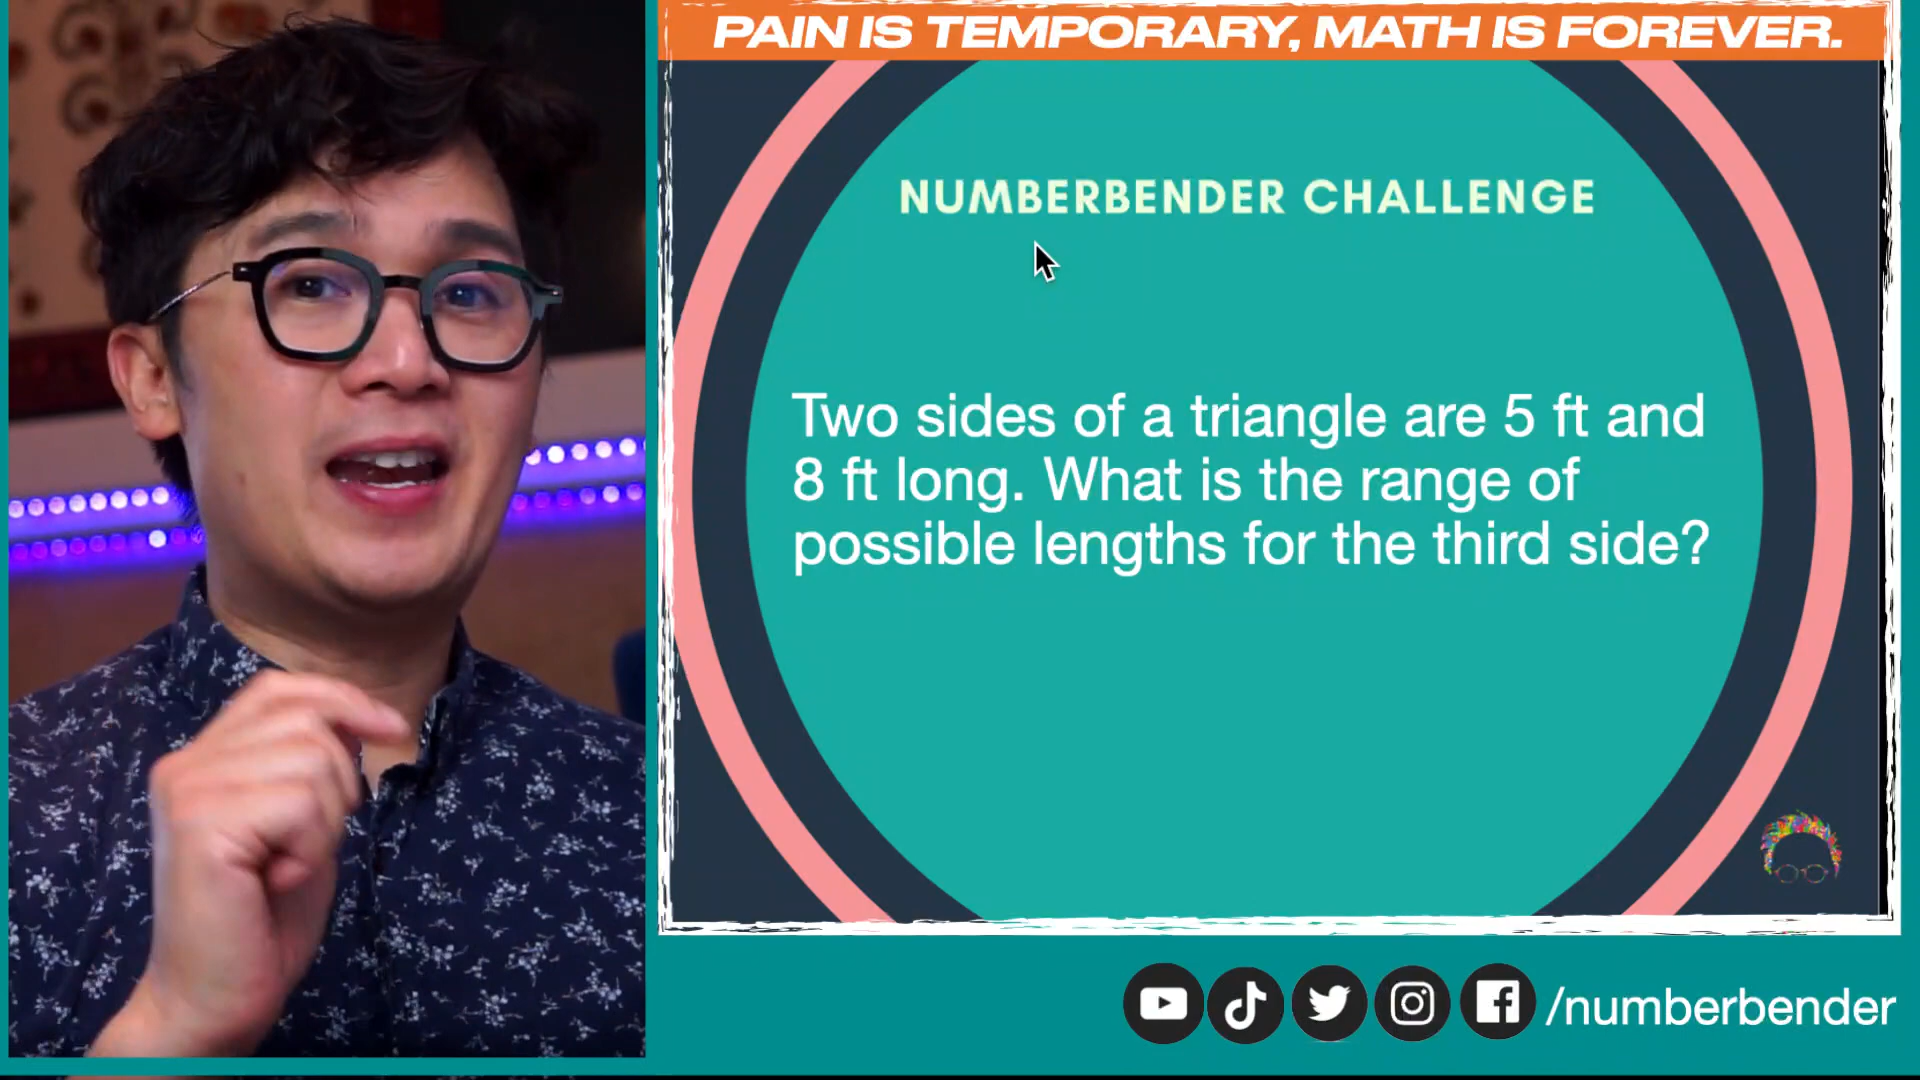 PAIN IS TEMPORARY, MATH IS FOREVER.
NUMBERBENDER CHALLENGE
Two sides of a triangle are 5 ft and
8 ft long. What is the range of
possible lengths for the third side?
/numberbender